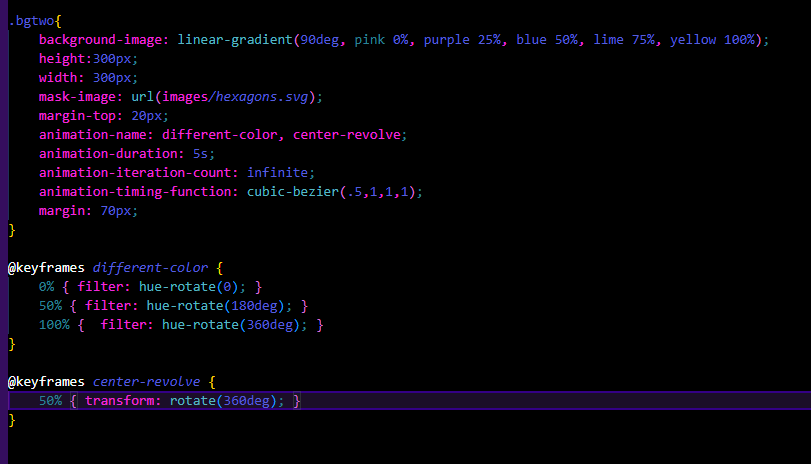 .bgtwo{
background-image: linear-gradient(90deg, pink 0%, purple 25%, blue 50%, lime 75%, yellow 100%);
height:300px;
width: 300px;
mask-image: url(images/hexagons.svg);
margin-top: 20px;
animation-name: different-color, center-revolve;
animation-duration: 5s;
animation-iteration-count: infinite;
animation-timing-function: cubic-bezier(.5,1,1,1);
margin: 70px;
}
@keyframes different-color {
0% { filter: hue-rotate(0); }
50% { filter: hue-rotate(180deg); }
100% {  filter: hue-rotate(360deg); }
}
@keyframes center-revolve {
50% { transform: rotate(360deg); }
}